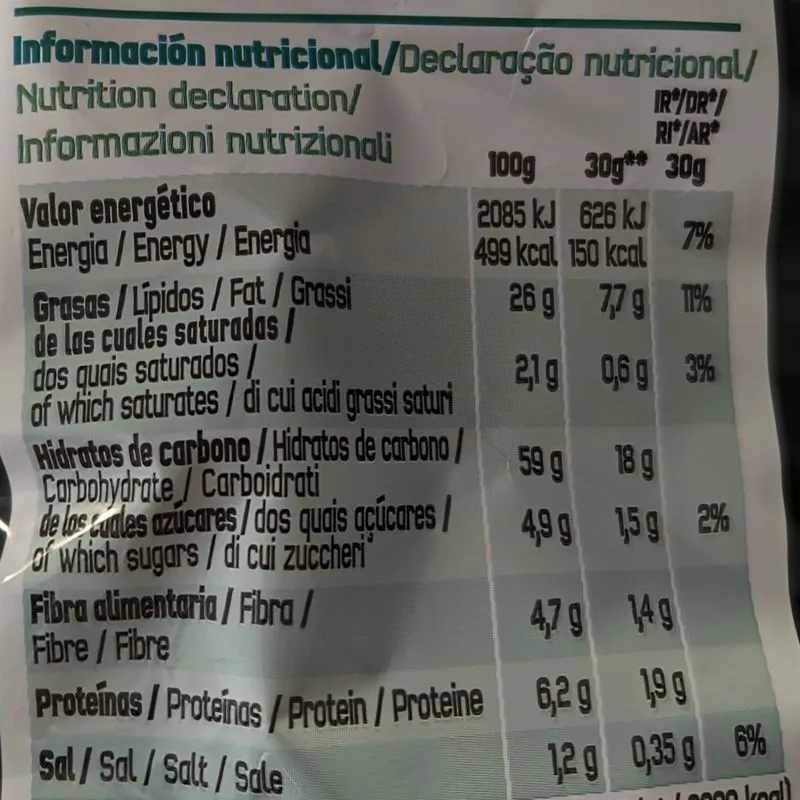 Información nutricional/Declaração nutricional/
Nutrition declaration/
Informazioni nutrizionali
IR*/DR*/
RI*/AR*
100g 30g** 30g
Valor energético
Energia / Energy / Energia
2085 kJ 626 kJ
499 kcal 150 kcal
7%
Grasas / Lípidos / Fat / Grassi 26 g 7,7 g 11%
de las cuales saturadas /
dos quais saturados /
of which saturates / di cui acidi grassi saturi
2,1 g 0,6 g 3%
Hidratos de carbono / Hidratos de carbono /
Carbohydrate / Carboidrati
59 g 18 g
de los cuales azúcares / dos quais açúcares /
of which sugars / di cui zuccheri
4,9 g 1,5 g 2%
Fibra alimentaria / Fibra /
Fibre / Fibre
4,7 g 1,4 g
Proteínas / Proteínas / Protein / Proteine 6,2 g 1,9 g
Sal / Sal / Salt / Sale 1,2 g 0,35 g 6%